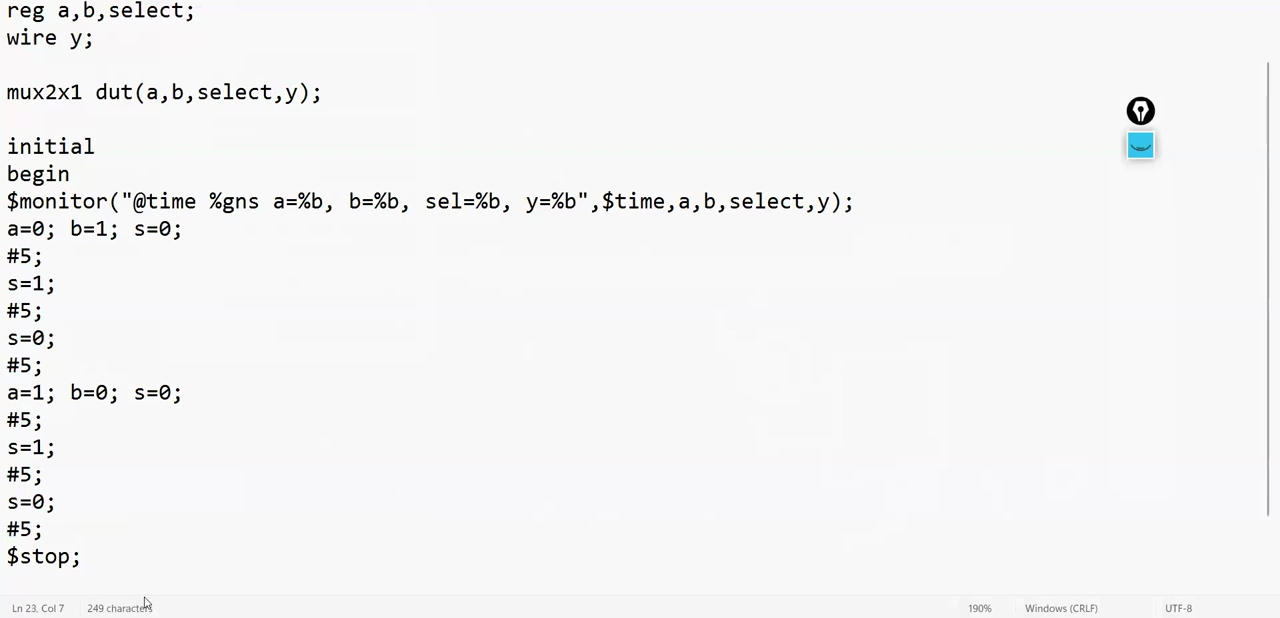 reg a,b,select;
wire y;
mux2x1 dut(a,b,select,y);
initial
begin
$monitor("@time %gns a=%b, b=%b, sel=%b, y=%b",$time,a,b,select,y);
a=0; b=1; s=0;
#5;
s=1;
#5;
s=0;
#5;
a=1; b=0; s=0;
#5;
s=1;
#5;
s=0;
#5;
$stop;
Ln 23, Col 7 249 characters 190% Windows (CRLF) UTF-8